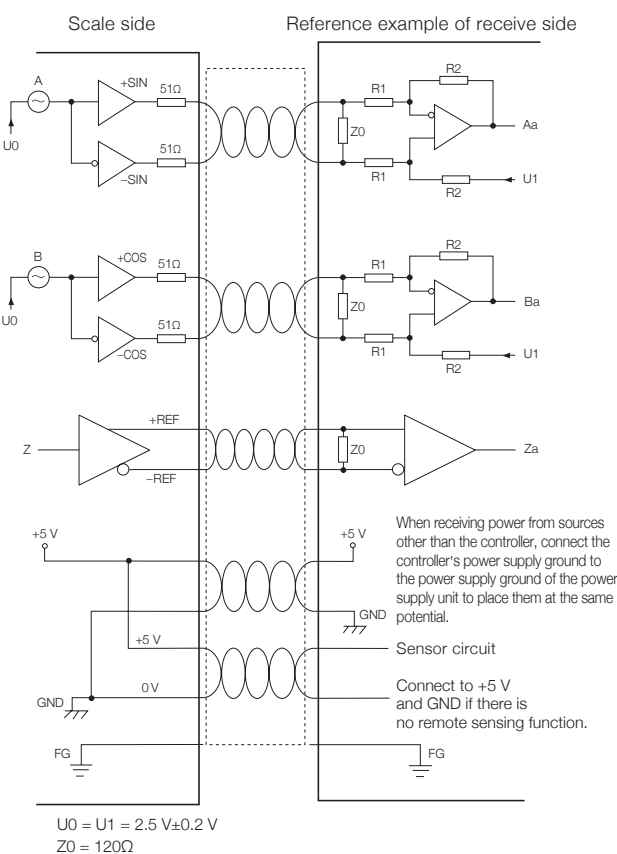 Scale side
Reference example of receive side
A
+SIN
51Ω
U0
51Ω
−SIN
R1
R2
Z0
Aa
R1
U1
R2
B
+COS
51Ω
U0
51Ω
−COS
R1
R2
Z0
Ba
R1
U1
R2
Z
+REF
−REF
Z0
Za
+5 V
+5 V
GND
When receiving power from sources
other than the controller, connect the
controller's power supply ground to
the power supply ground of the power
supply unit to place them at the same
potential.
+5 V
0 V
GND
Sensor circuit
Connect to +5 V
and GND if there is
no remote sensing function.
FG
FG
U0 = U1 = 2.5 V±0.2 V
Z0 = 120Ω